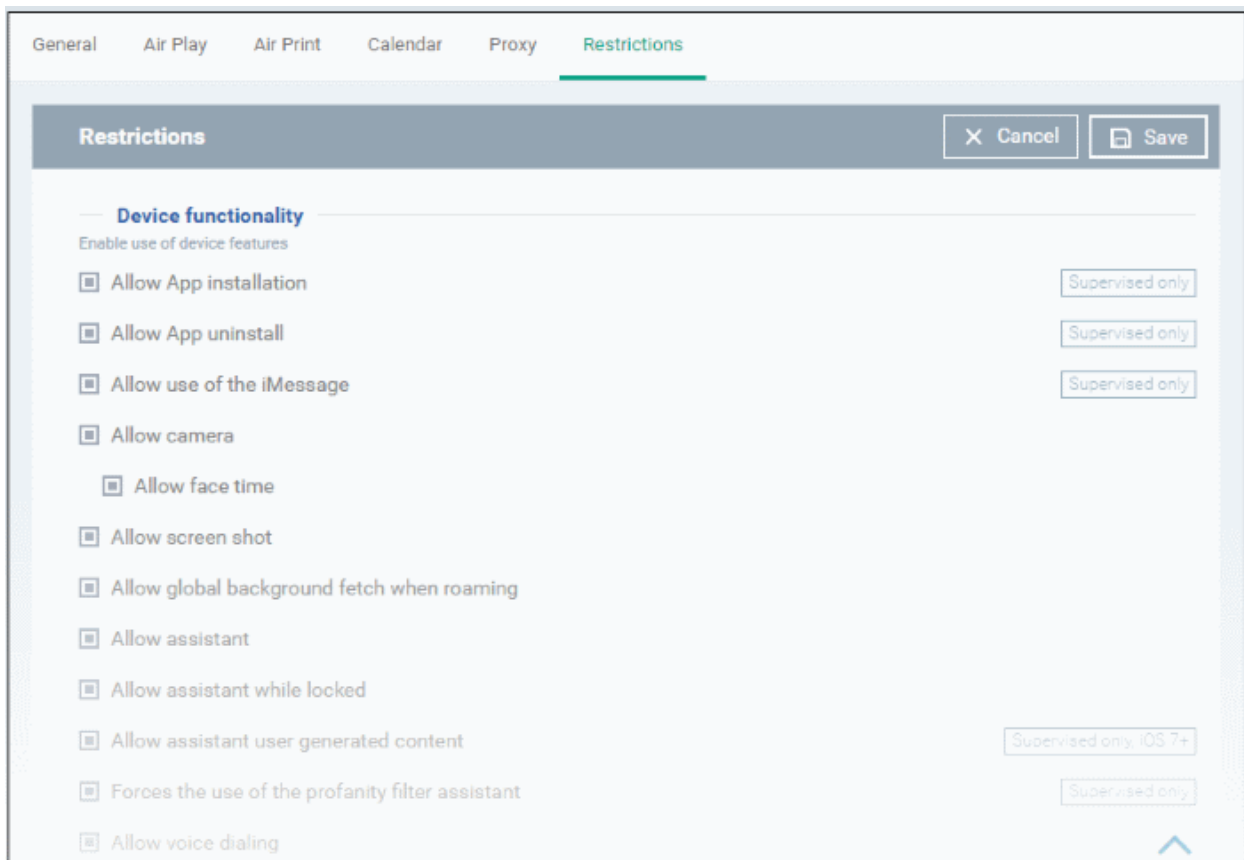 General Air Play Air Print Calendar Proxy Restrictions
Restrictions Cancel Save
Device functionality
Enable use of device features
Allow App installation Supervised only
Allow App uninstall Supervised only
Allow use of the iMessage Supervised only
Allow camera
Allow face time
Allow screen shot
Allow global background fetch when roaming
Allow assistant
Allow assistant while locked
Allow assistant user generated content Supervised only, iOS 7+
Forces the use of the profanity filter assistant Supervised only
Allow voice dialing